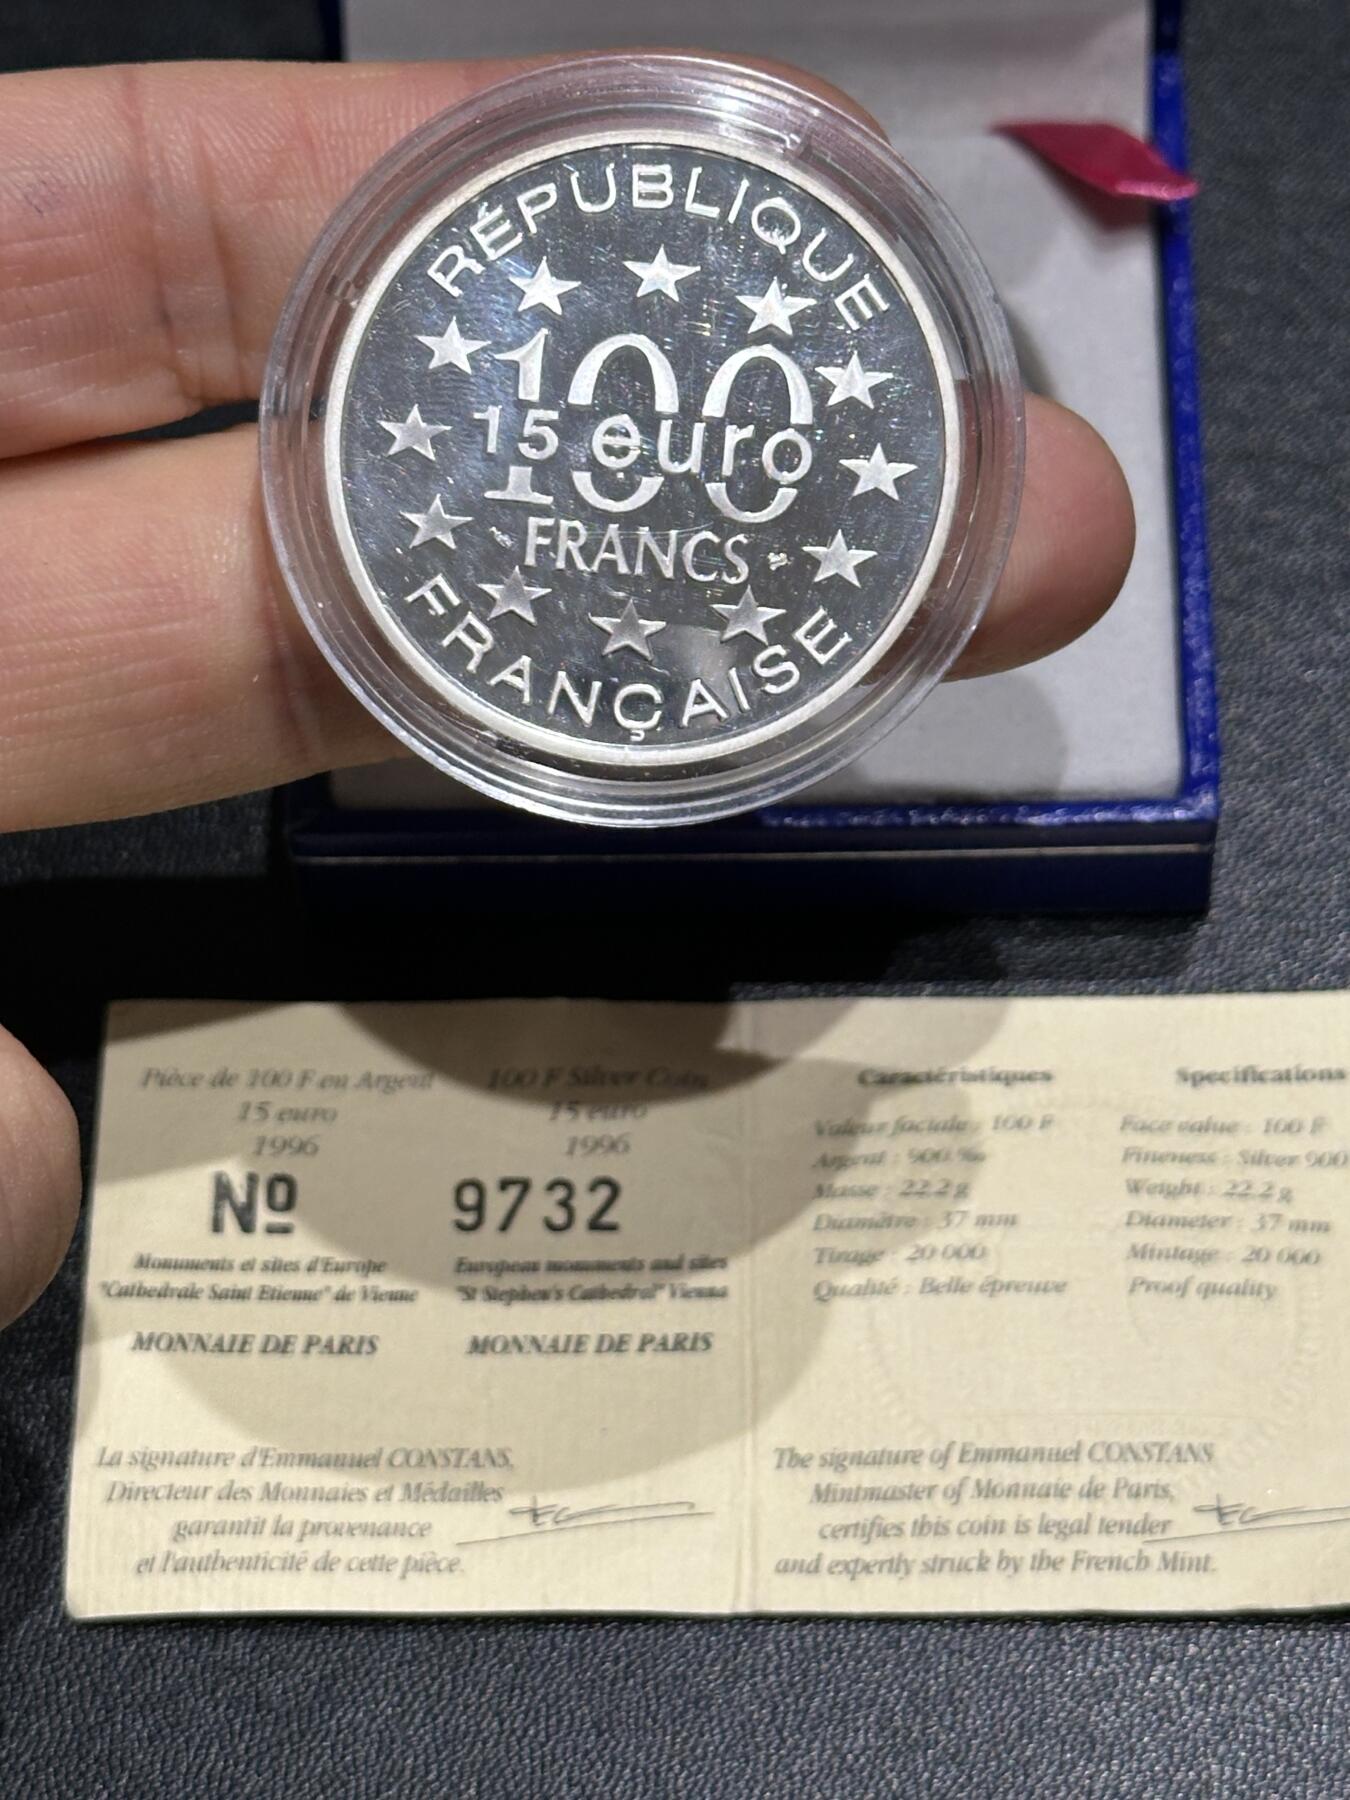 RÉPUBLIQUE
100
15 euro
FRANCS
FRANÇAISE
Pièce de 100 F en Argent
15 euro
1996
100 F Silver Coin
15 euro
1996
Nº 9732
Monuments et sites d'Europe
"Cathédrale Saint Etienne" de Vienne
MONNAIE DE PARIS
European monuments and sites
"St Stephen's Cathedral" Vienna
MONNAIE DE PARIS
La signature d'Emmanuel CONSTANS,
Directeur des Monnaies et Médailles
garantit la provenance
et l'authenticité de cette pièce.
Caractéristiques
Valeur faciale : 100 F
Argent : 900 ‰
Masse : 22.2 g
Diamètre : 37 mm
Tirage : 20 000
Qualité : Belle épreuve
Specifications
Face value : 100 F
Fineness : Silver 900
Weight : 22.2 g
Diameter : 37 mm
Mintage : 20 000
Proof quality
The signature of Emmanuel CONSTANS
Mintmaster of Monnaie de Paris,
certifies this coin is legal tender
and expertly struck by the French Mint.